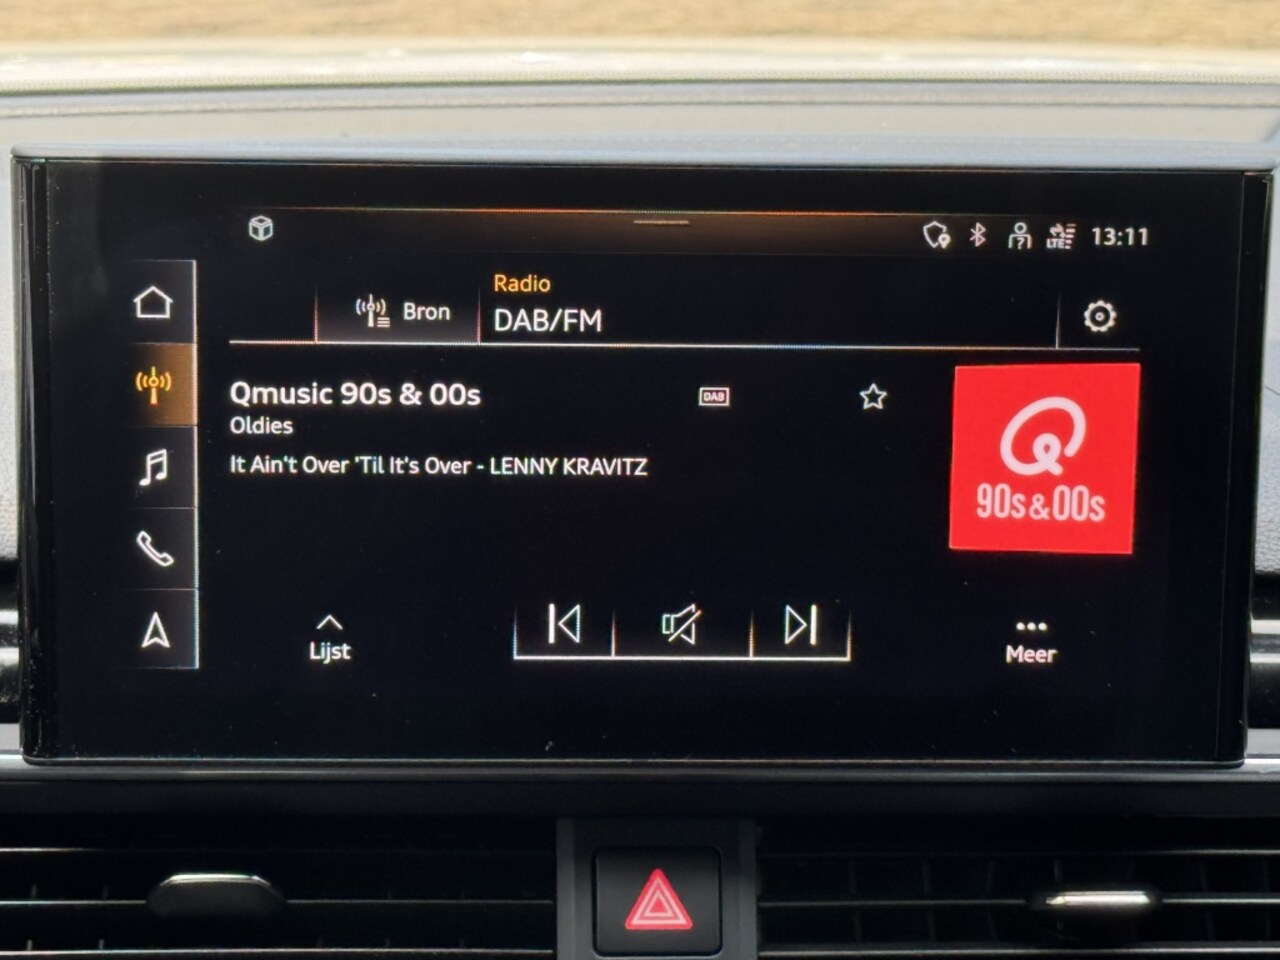 LTE 13:11
Radio
Bron
DAB/FM
Qmusic 90s & 00s
DAB
Oldies
It Ain't Over 'Til It's Over - LENNY KRAVITZ
Q
90s & 00s
Lijst
Meer